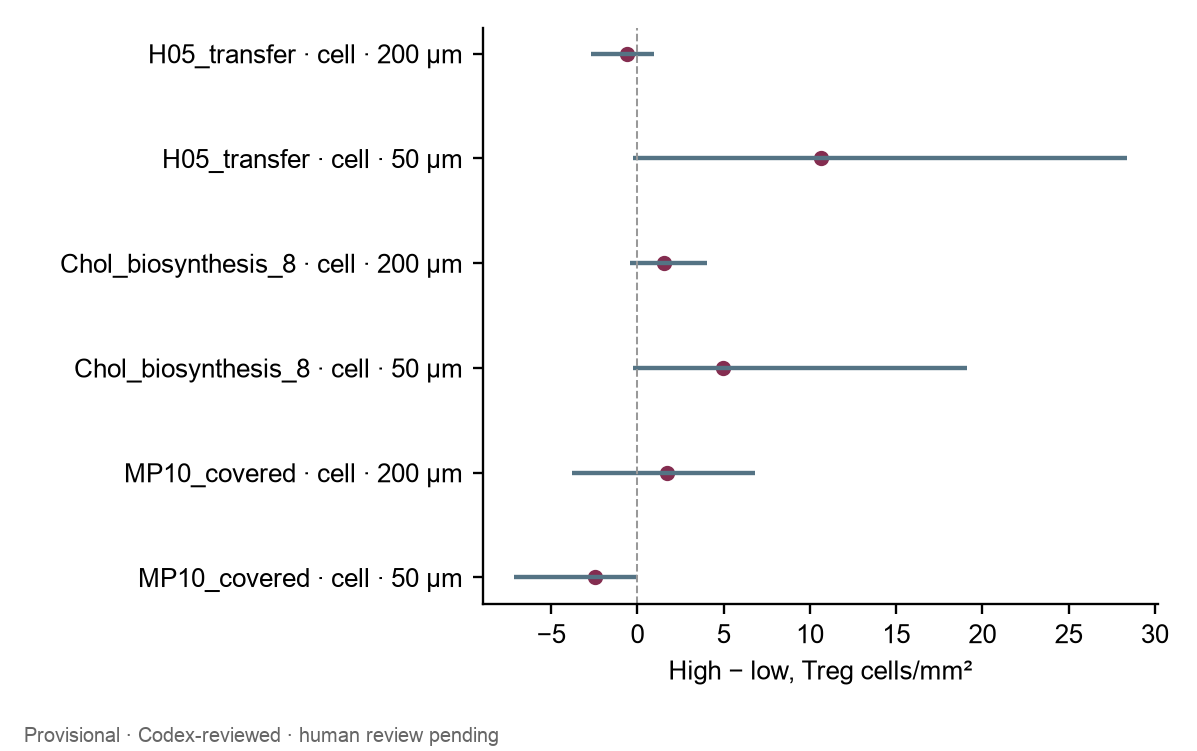 H05_transfer · cell · 200 µm
H05_transfer · cell · 50 µm
Chol_biosynthesis_8 · cell · 200 µm
Chol_biosynthesis_8 · cell · 50 µm
MP10_covered · cell · 200 µm
MP10_covered · cell · 50 µm
−5 0 5 10 15 20 25 30
High − low, Treg cells/mm²
Provisional · Codex-reviewed · human review pending